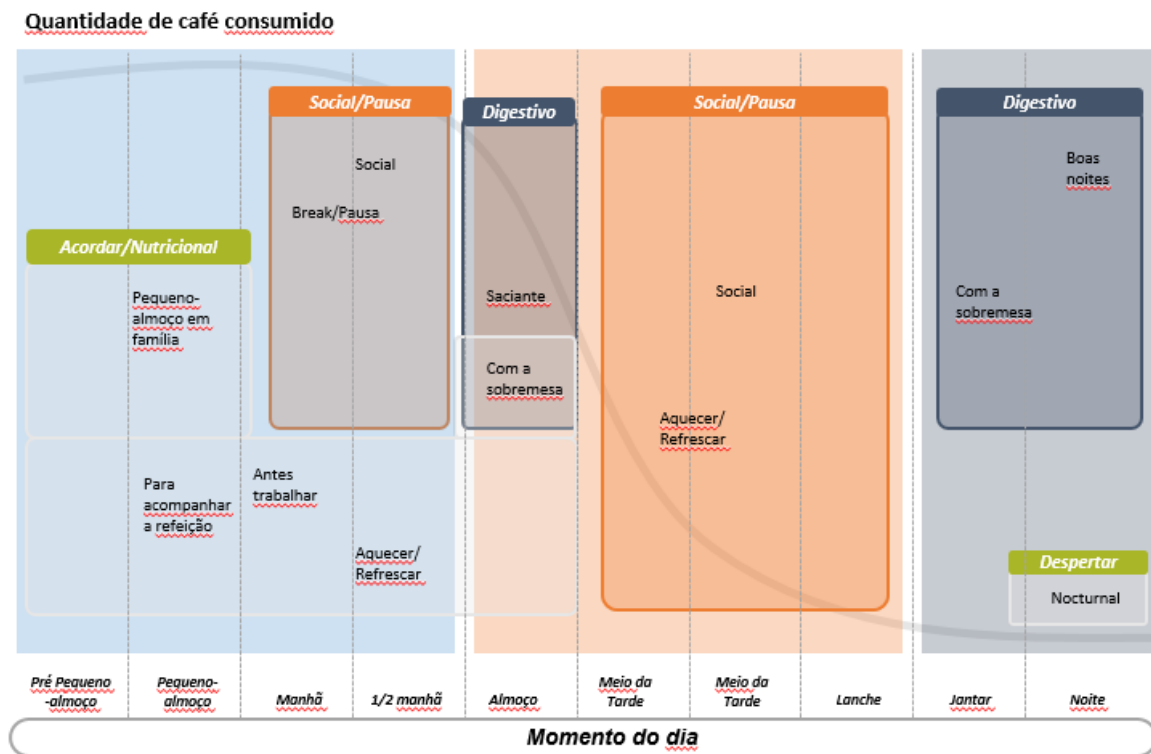 Quantidade de café consumido
Social/Pausa
Social
Break/Pausa
Acordar/Nutricional
Pequeno-
almoço em
família
Para
acompanhar
a refeição
Antes
trabalhar
Aquecer/
Refrescar
Digestivo
Saciante
Com a
sobremesa
Social/Pausa
Social
Aquecer/
Refrescar
Digestivo
Boas
noites
Com a
sobremesa
Despertar
Nocturnal
Pré Pequeno
-almoço
Pequeno-
almoço
Manhã
1/2 manhã
Almoço
Meio da
Tarde
Meio da
Tarde
Lanche
Jantar
Noite
Momento do dia